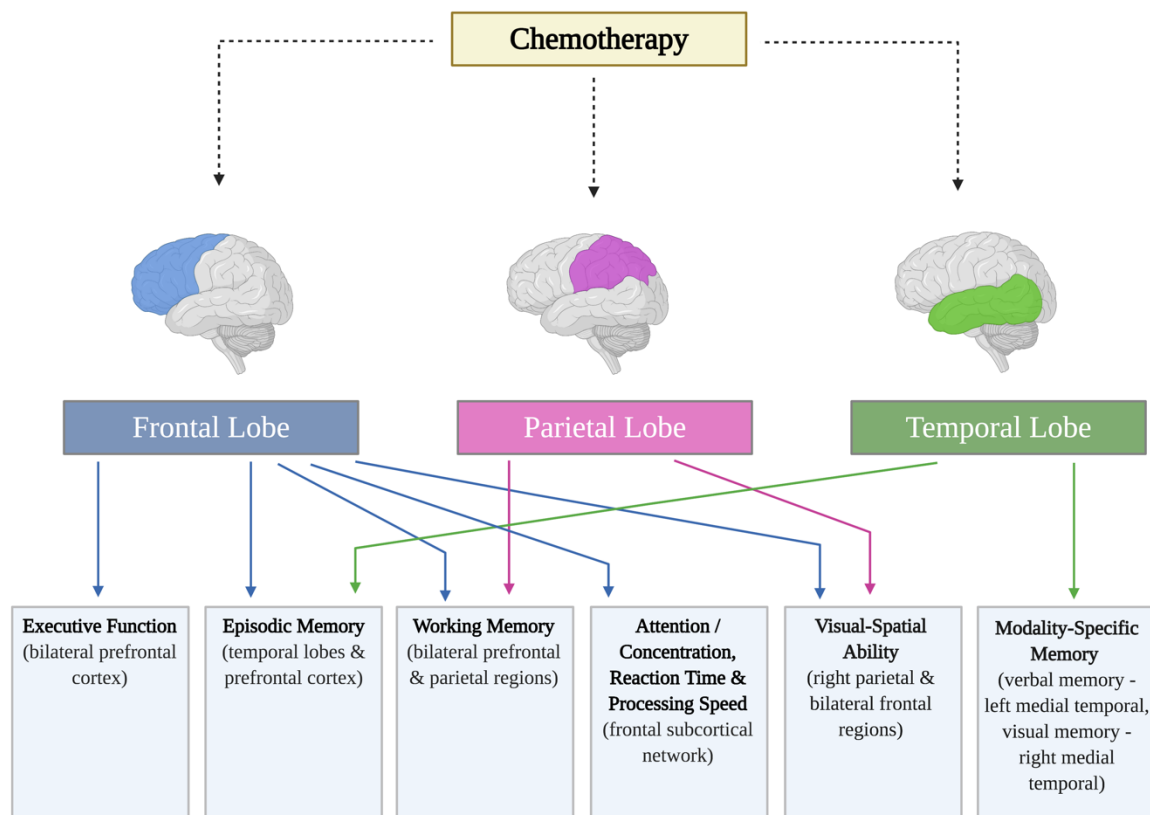 Chemotherapy
Frontal Lobe
Parietal Lobe
Temporal Lobe
Executive Function
(bilateral prefrontal
cortex)
Episodic Memory
(temporal lobes &
prefrontal cortex)
Working Memory
(bilateral prefrontal
& parietal regions)
Attention /
Concentration,
Reaction Time &
Processing Speed
(frontal subcortical
network)
Visual-Spatial
Ability
(right parietal &
bilateral frontal
regions)
Modality-Specific
Memory
(verbal memory -
left medial temporal,
visual memory -
right medial
temporal)